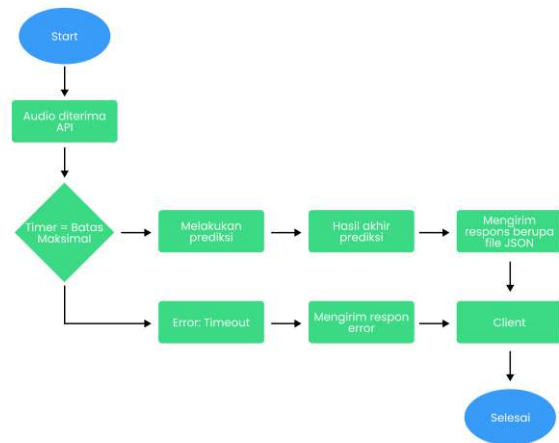 Start
Audio diterima
API
Timer = Batas
Maksimal
Melakukan
prediksi
Hasil akhir
prediksi
Mengirim
respons berupa
file JSON
Error: Timeout
Mengirim respon
error
Client
Selesai